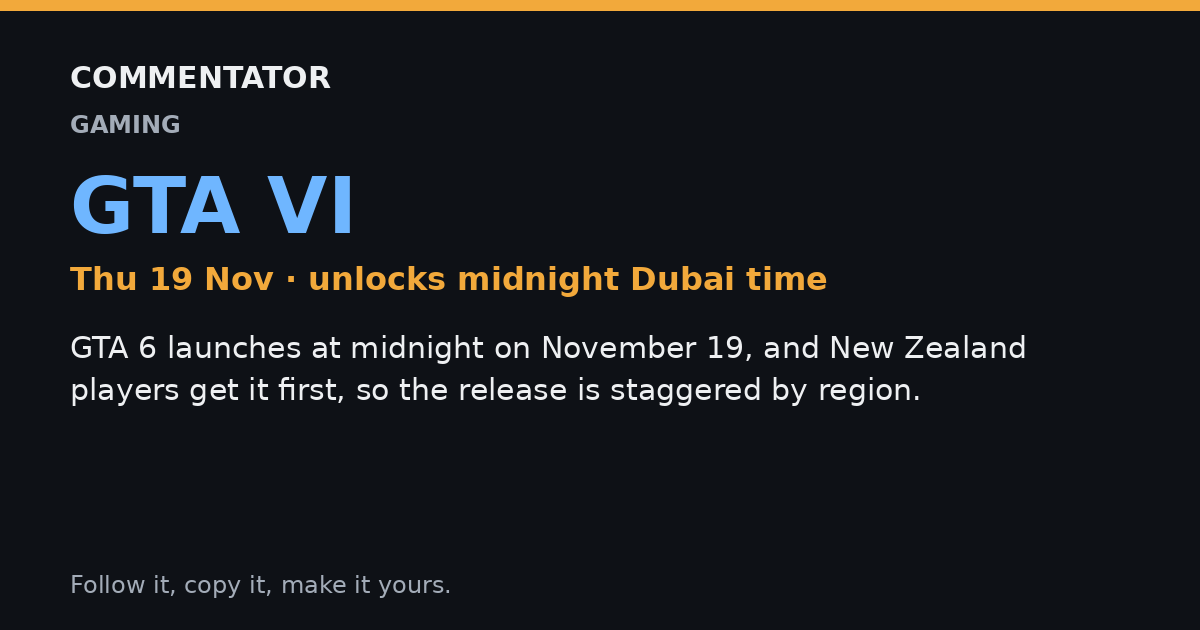 COMMENTATOR
GAMING
GTA VI
Thu 19 Nov · unlocks midnight Dubai time
GTA 6 launches at midnight on November 19, and New Zealand
players get it first, so the release is staggered by region.
Follow it, copy it, make it yours.